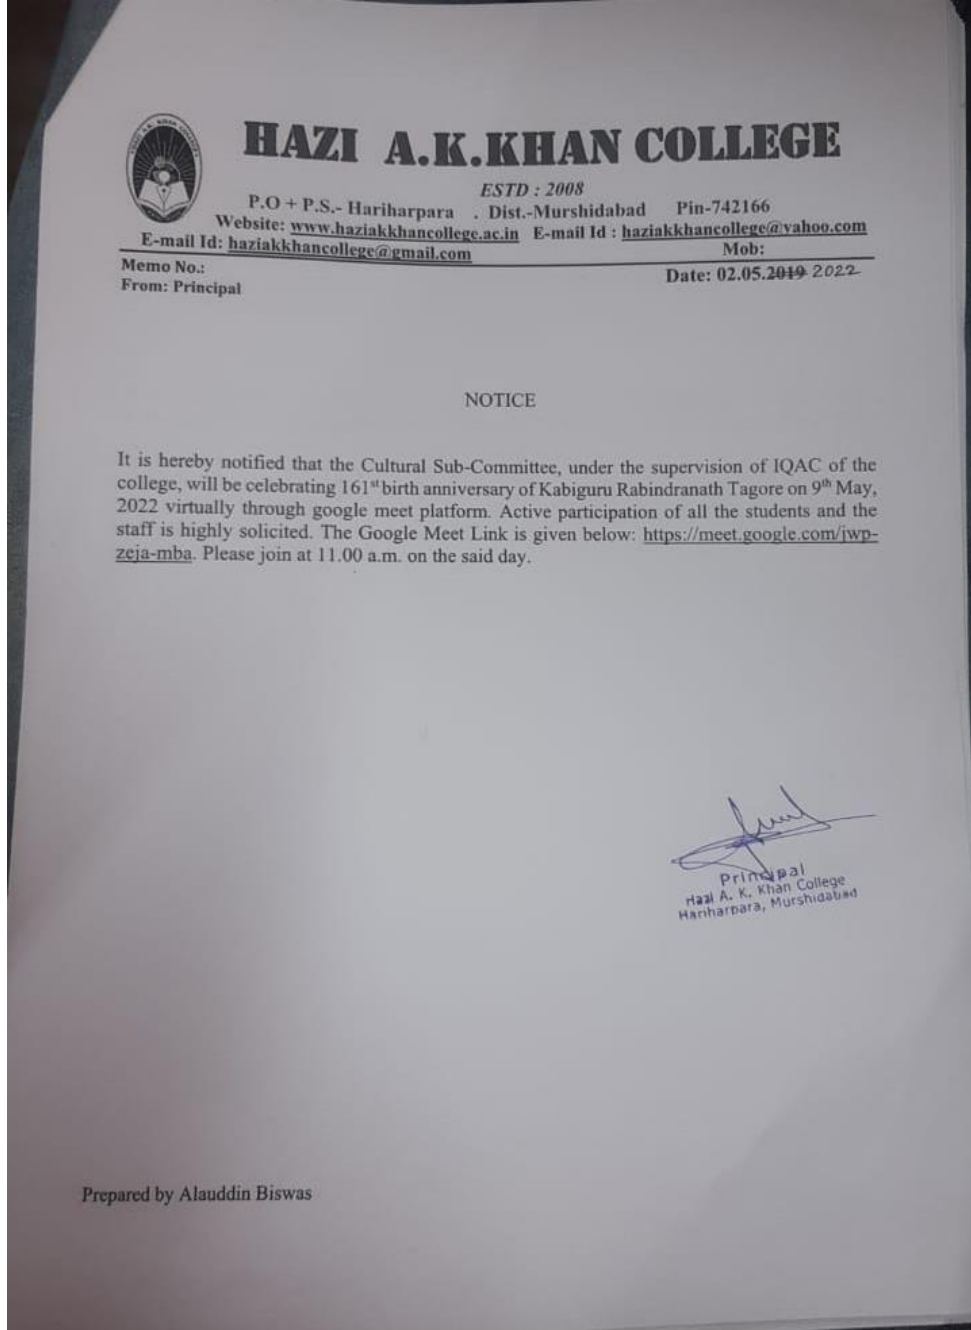 HAZI A.K.KHAN COLLEGE
ESTD : 2008
P.O + P.S.- Hariharpara . Dist.-Murshidabad Pin-742166
Website: www.haziakkhancollege.ac.in E-mail Id : haziakkhancollege@yahoo.com
E-mail Id: haziakkhancollege@gmail.com Mob:
Memo No.:
Date: 02.05.2019 2022
From: Principal
NOTICE
It is hereby notified that the Cultural Sub-Committee, under the supervision of IQAC of the
college, will be celebrating 161st birth anniversary of Kabiguru Rabindranath Tagore on 9th May,
2022 virtually through google meet platform. Active participation of all the students and the
staff is highly solicited. The Google Meet Link is given below: https://meet.google.com/jwp-
zeja-mba. Please join at 11.00 a.m. on the said day.
Principal
Hazi A. K. Khan College
Hariharpara, Murshidabad
Prepared by Alauddin Biswas